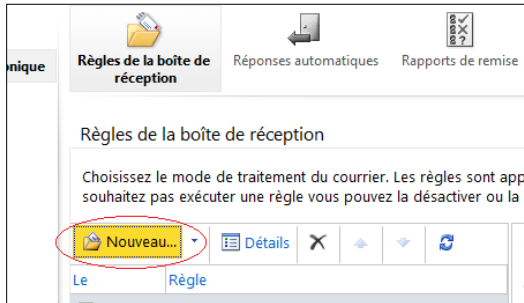 Règles de la boîte de
réception
Réponses automatiques
Rapports de remise
onique
Règles de la boîte de réception
Choisissez le mode de traitement du courrier. Les règles sont app
souhaitez pas exécuter une règle vous pouvez la désactiver ou la
Nouveau... Détails
Le Règle